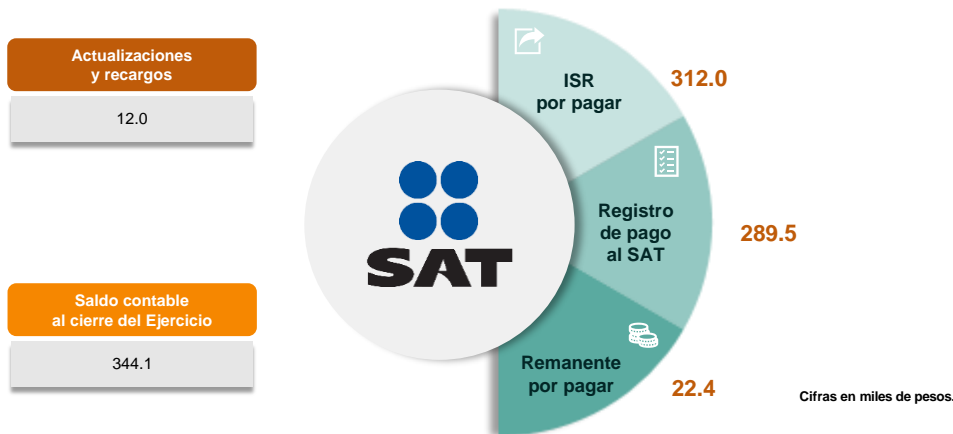 Actualizaciones
y recargos
12.0
Saldo contable
al cierre del Ejercicio
344.1
SAT
ISR
por pagar
312.0
Registro
de pago
al SAT
289.5
Remanente
por pagar
22.4
Cifras en miles de pesos.